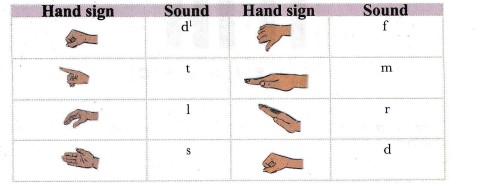 Hand sign Sound Hand sign Sound
d¹ f
t m
l r
s d